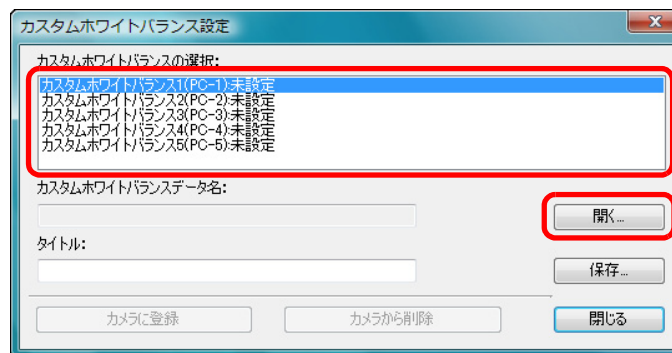 カスタムホワイトバランス設定
カスタムホワイトバランスの選択:
カスタムホワイトバランス1(PC-1):未設定
カスタムホワイトバランス2(PC-2):未設定
カスタムホワイトバランス3(PC-3):未設定
カスタムホワイトバランス4(PC-4):未設定
カスタムホワイトバランス5(PC-5):未設定
カスタムホワイトバランスデータ名:
開く...
タイトル:
保存...
カメラに登録 カメラから削除 閉じる